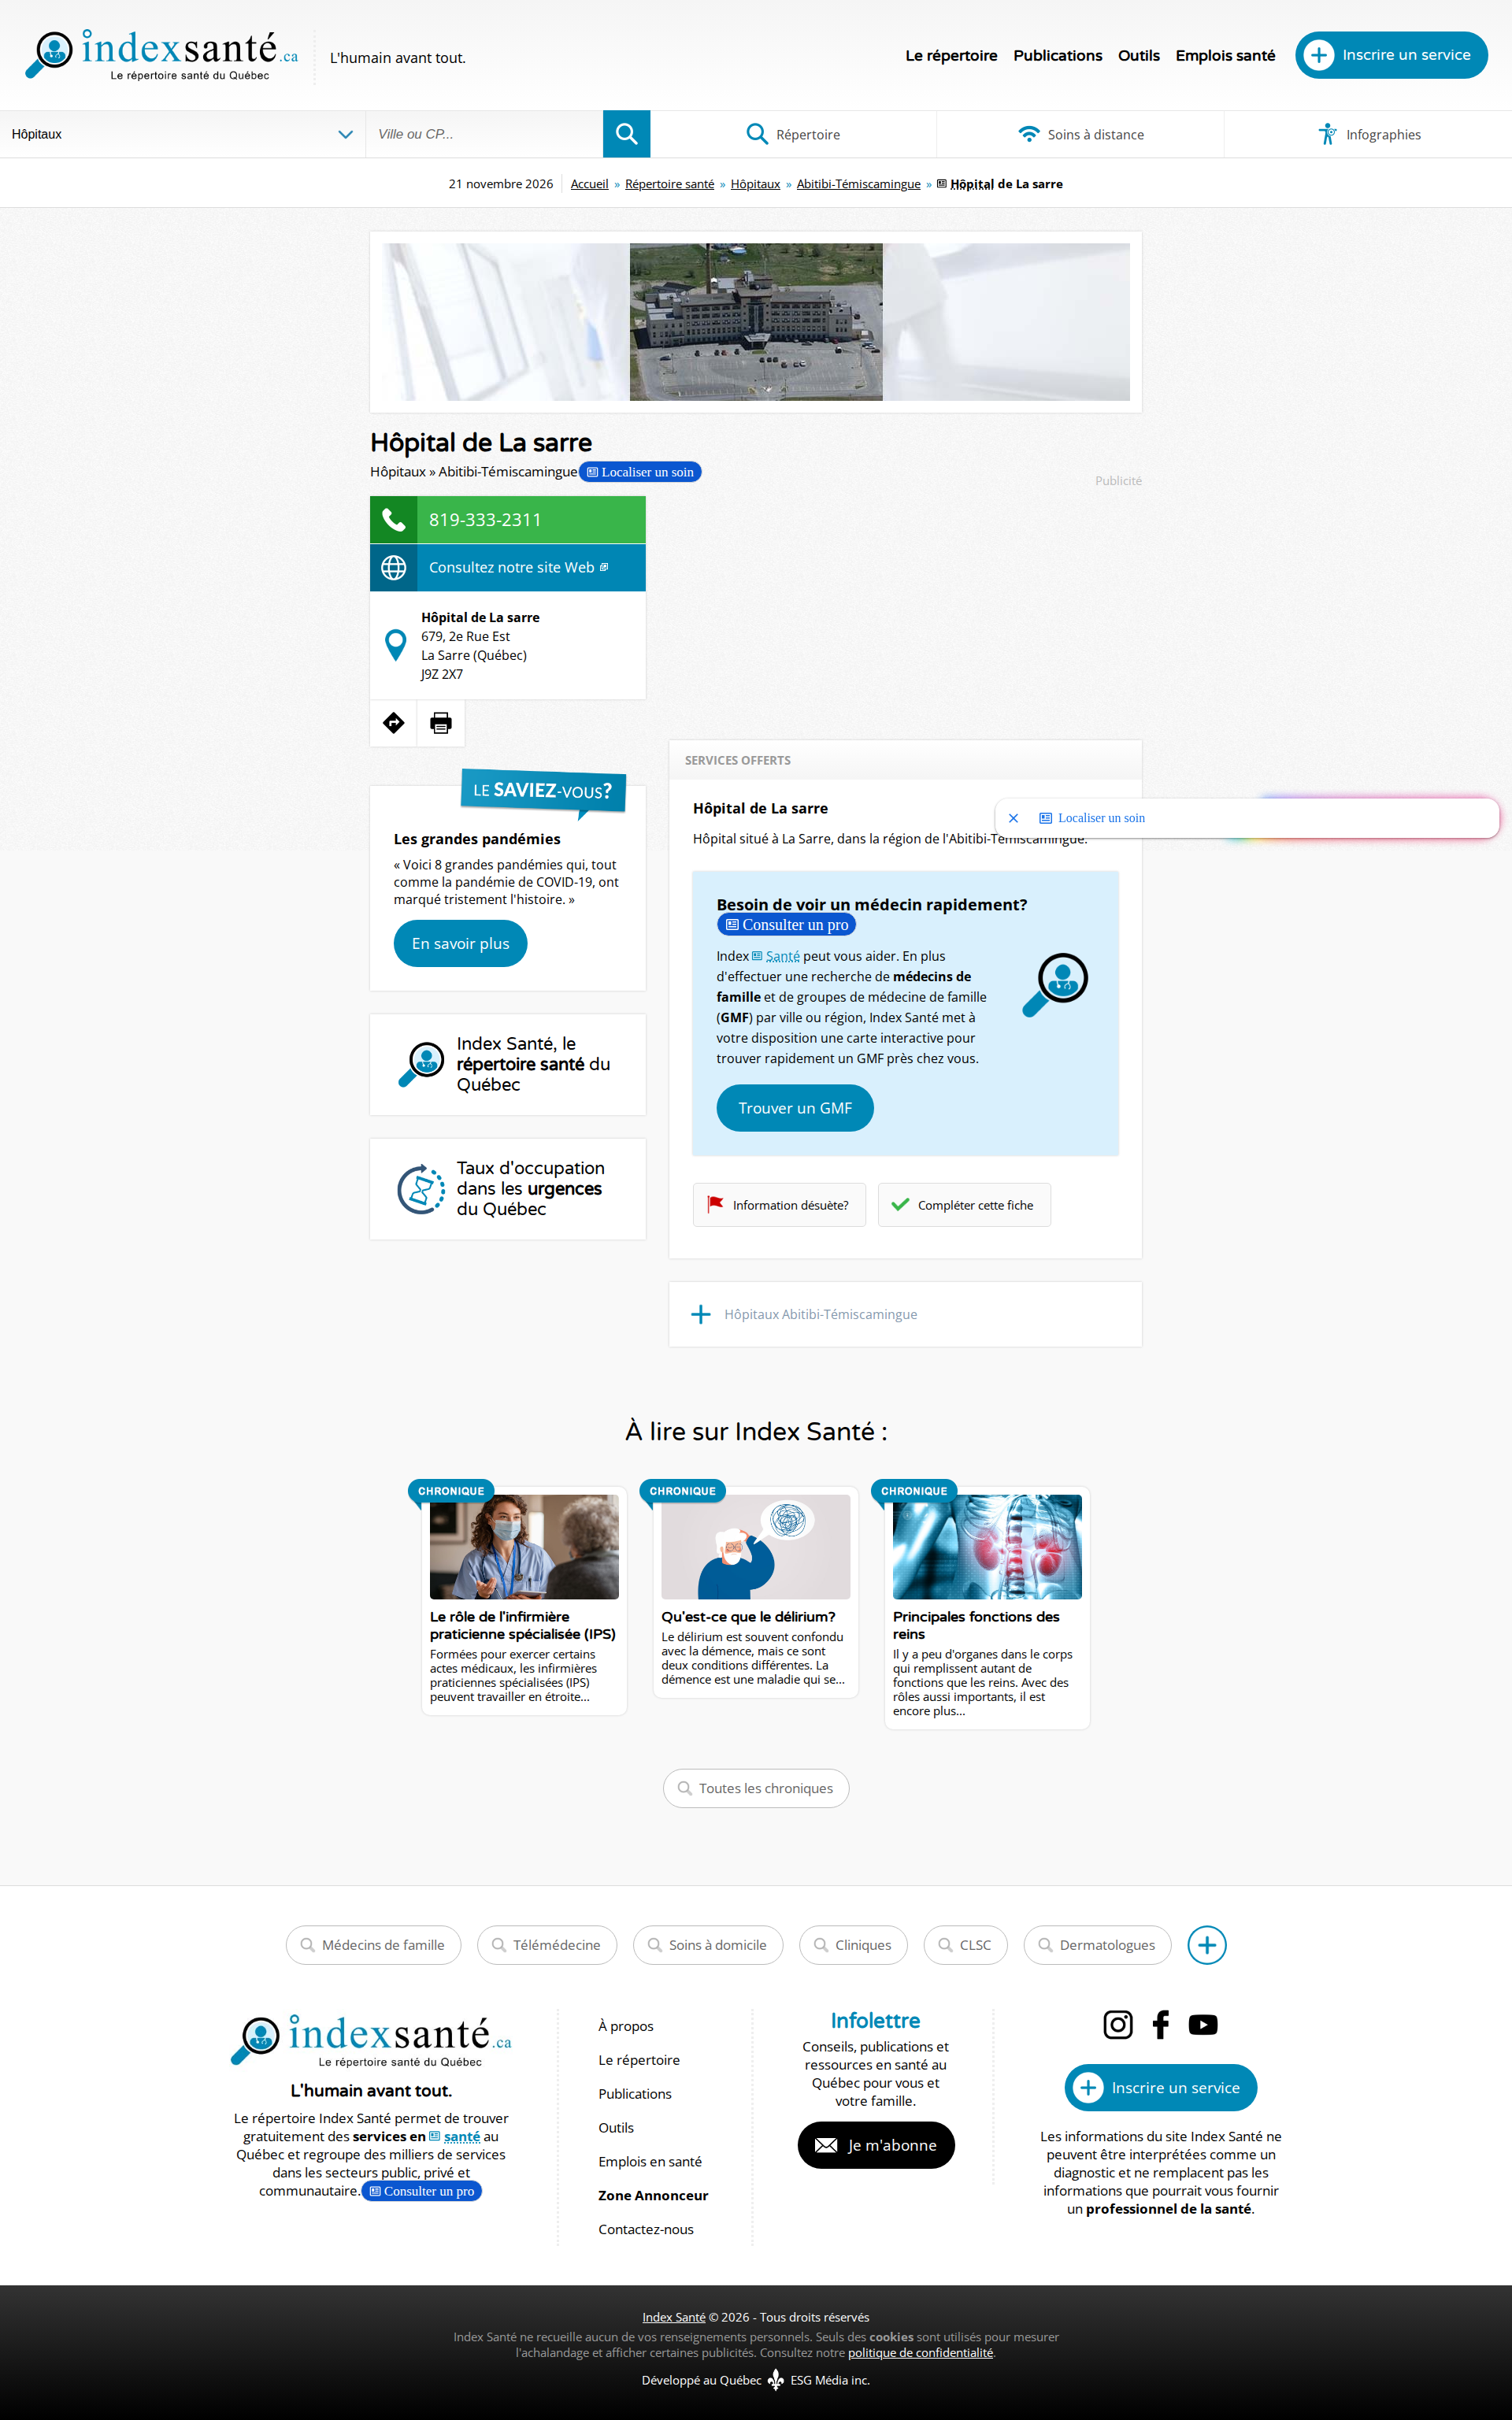 indexsanté.ca
Le répertoire santé du Québec
L'humain avant tout.
Le répertoire
Publications
Outils
Emplois santé
Inscrire un service
Hôpitaux
Ville ou CP...
Répertoire
Soins à distance
Infographies
21 novembre 2026
Accueil » Répertoire santé » Hôpitaux » Abitibi-Témiscamingue » Hôpital de La sarre
Hôpital de La sarre
Hôpitaux » Abitibi-Témiscamingue Localiser un soin
Publicité
819-333-2311
Consultez notre site Web
Hôpital de La sarre
679, 2e Rue Est
La Sarre (Québec)
J9Z 2X7
LE SAVIEZ-VOUS?
Les grandes pandémies
« Voici 8 grandes pandémies qui, tout
comme la pandémie de COVID-19, ont
marqué tristement l'histoire. »
En savoir plus
Index Santé, le
répertoire santé du
Québec
Taux d'occupation
dans les urgences
du Québec
SERVICES OFFERTS
Hôpital de La sarre
Hôpital situé à La Sarre, dans la région de l'Abitibi-Témiscamingue.
Localiser un soin
Besoin de voir un médecin rapidement?
Consulter un pro
Index Santé peut vous aider. En plus
d'effectuer une recherche de médecins de
famille et de groupes de médecine de famille
(GMF) par ville ou région, Index Santé met à
votre disposition une carte interactive pour
trouver rapidement un GMF près chez vous.
Trouver un GMF
Information désuète?
Compléter cette fiche
Hôpitaux Abitibi-Témiscamingue
À lire sur Index Santé :
CHRONIQUE
Le rôle de l'infirmière
praticienne spécialisée (IPS)
Formées pour exercer certains
actes médicaux, les infirmières
praticiennes spécialisées (IPS)
peuvent travailler en étroite...
CHRONIQUE
Qu'est-ce que le délirium?
Le délirium est souvent confondu
avec la démence, mais ce sont
deux conditions différentes. La
démence est une maladie qui se...
CHRONIQUE
Principales fonctions des
reins
Il y a peu d'organes dans le corps
qui remplissent autant de
fonctions que les reins. Avec des
rôles aussi importants, il est
encore plus...
Toutes les chroniques
Médecins de famille
Télémédecine
Soins à domicile
Cliniques
CLSC
Dermatologues
indexsanté.ca
Le répertoire santé du Québec
L'humain avant tout.
Le répertoire Index Santé permet de trouver
gratuitement des services en santé au
Québec et regroupe des milliers de services
dans les secteurs public, privé et
communautaire. Consulter un pro
À propos
Le répertoire
Publications
Outils
Emplois en santé
Zone Annonceur
Contactez-nous
Infolettre
Conseils, publications et
ressources en santé au
Québec pour vous et
votre famille.
Je m'abonne
Inscrire un service
Les informations du site Index Santé ne
peuvent être interprétées comme un
diagnostic et ne remplacent pas les
informations que pourrait vous fournir
un professionnel de la santé.
Index Santé © 2026 - Tous droits réservés
Index Santé ne recueille aucun de vos renseignements personnels. Seuls des cookies sont utilisés pour mesurer
l'achalandage et afficher certaines publicités. Consultez notre politique de confidentialité.
Développé au Québec ESG Média inc.